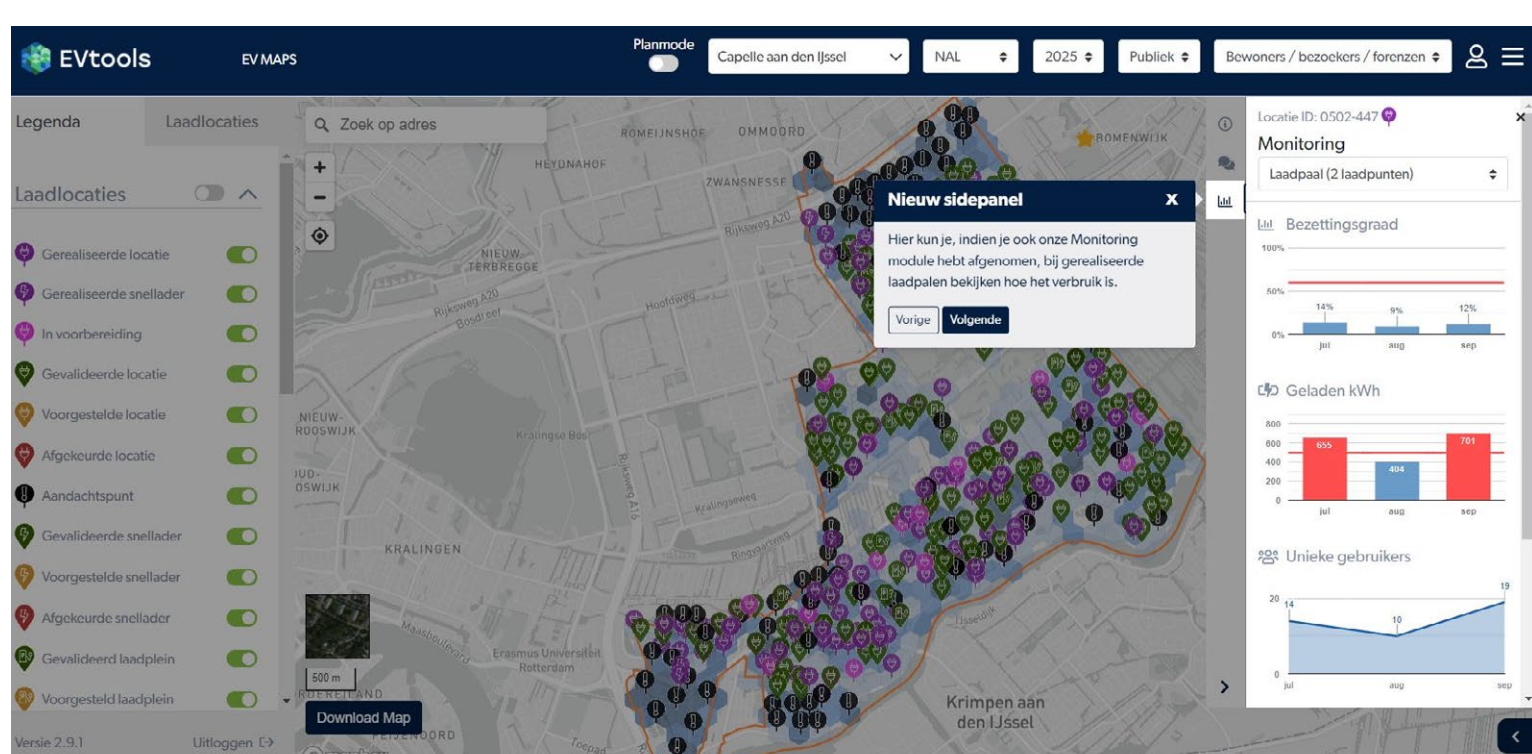 EVtools
EV MAPS
Planmode
Capelle aan den IJssel
NAL
2025
Publiek
Bewoners / bezoekers / forenzen
Legenda
Laadlocaties
Laadlocaties
Gerealiseerde locatie
Gerealiseerde snellader
In voorbereiding
Gevalideerde locatie
Voorgestelde locatie
Afgekeurde locatie
Aandachtspunt
Gevalideerde snellader
Voorgestelde snellader
Afgekeurde snellader
Gevalideerd laadplein
Voorgesteld laadplein
Versie 2.9.1
Uitloggen
Zoek op adres
+
−
ROMEIJNSHOF
OMMOORD
ROMENWIJK
HEYDNAHOF
ZWANSNESSE
Rijksweg A20
NIEUW-
TERBREGGE
Rijksweg A20
Bosdreef
Hoofdweg
NIEUW-
ROOSWIJK
Kralingse Bos
Rijksweg A16
Kralingseweg
KRALINGEN
Ringvaartweg
IJsseldijk
Maasboulevard
Erasmus Universiteit
Rotterdam
Krimpen aan
den IJssel
500 m
Download Map
Toepad
Nieuw sidepanel
X
Hier kun je, indien je ook onze Monitoring
module hebt afgenomen, bij gerealiseerde
laadpalen bekijken hoe het verbruik is.
Vorige
Volgende
Locatie ID: 0502-447
Monitoring
Laadpaal (2 laadpunten)
Bezettingsgraad
100%
50%
0%
14%
9%
12%
jul
aug
sep
Geladen kWh
800
600
400
200
0
655
404
701
jul
aug
sep
Unieke gebruikers
20
0
14
10
19
jul
aug
sep